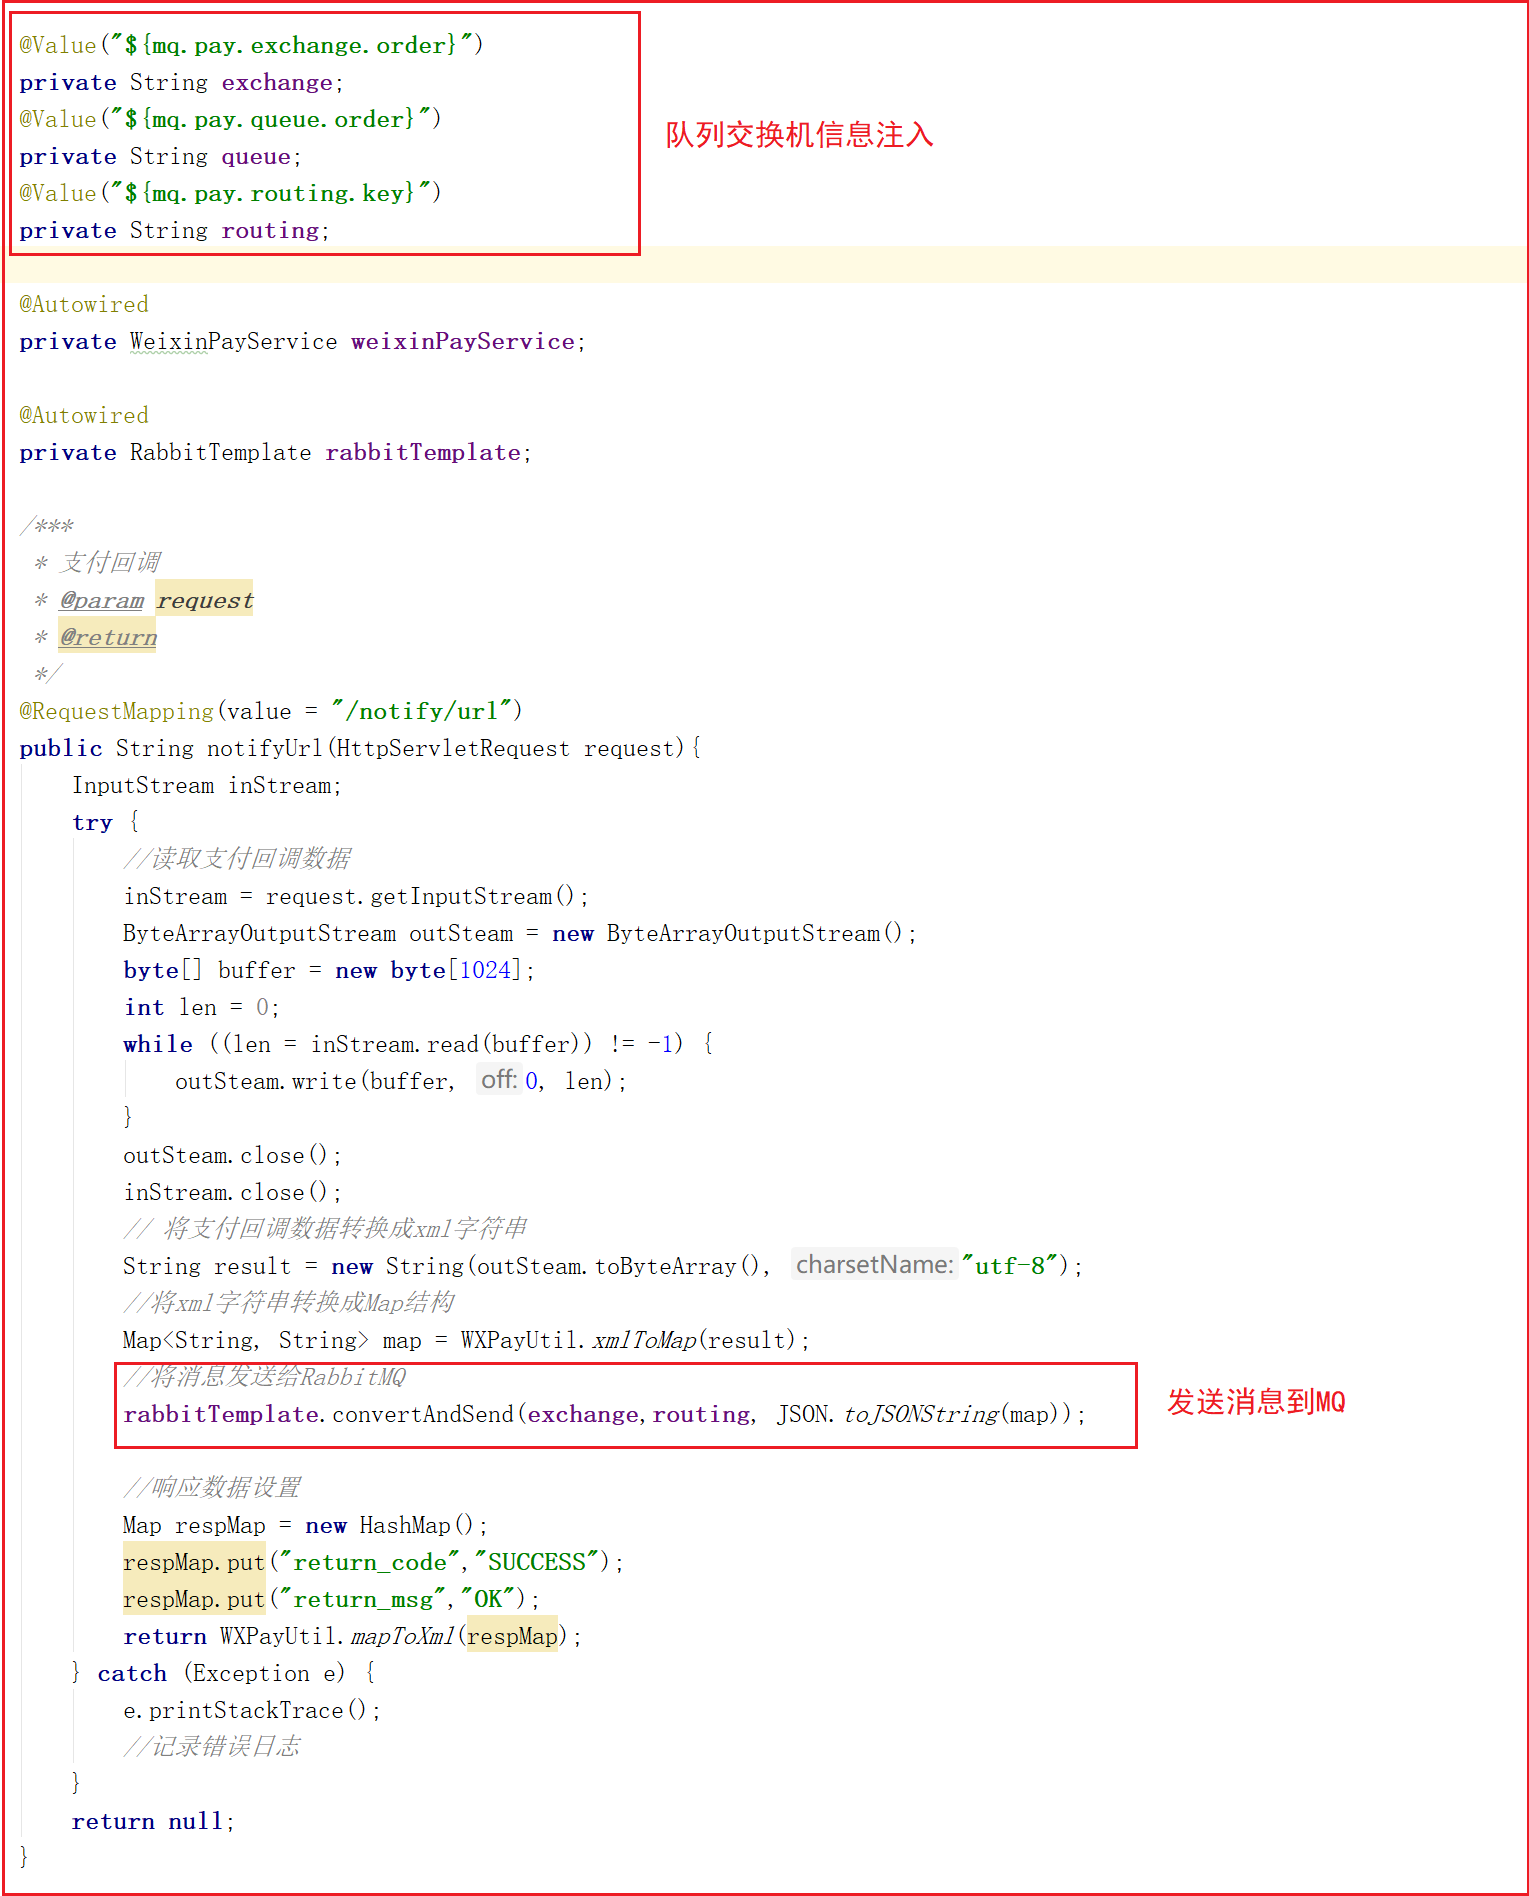 @Value("${mq.pay.exchange.order}")
private String exchange;
@Value("${mq.pay.queue.order}")
private String queue;
@Value("${mq.pay.routing.key}")
private String routing;
队列交换机信息注入
@Autowired
private WeixinPayService weixinPayService;
@Autowired
private RabbitTemplate rabbitTemplate;
/***
 * 支付回调
 * @param request
 * @return
 */
@RequestMapping(value = "/notify/url")
public String notifyUrl(HttpServletRequest request){
    InputStream inStream;
    try {
        //读取支付回调数据
        inStream = request.getInputStream();
        ByteArrayOutputStream outSteam = new ByteArrayOutputStream();
        byte[] buffer = new byte[1024];
        int len = 0;
        while ((len = inStream.read(buffer)) != -1) {
            outSteam.write(buffer, off: 0, len);
        }
        outSteam.close();
        inStream.close();
        // 将支付回调数据转换成xml字符串
        String result = new String(outSteam.toByteArray(), charsetName: "utf-8");
        //将xml字符串转换成Map结构
        Map<String, String> map = WXPayUtil.xmlToMap(result);
        //将消息发送给RabbitMQ
        rabbitTemplate.convertAndSend(exchange,routing, JSON.toJSONString(map));
发送消息到MQ
        //响应数据设置
        Map respMap = new HashMap();
        respMap.put("return_code","SUCCESS");
        respMap.put("return_msg","OK");
        return WXPayUtil.mapToXml(respMap);
    } catch (Exception e) {
        e.printStackTrace();
        //记录错误日志
    }
    return null;
}